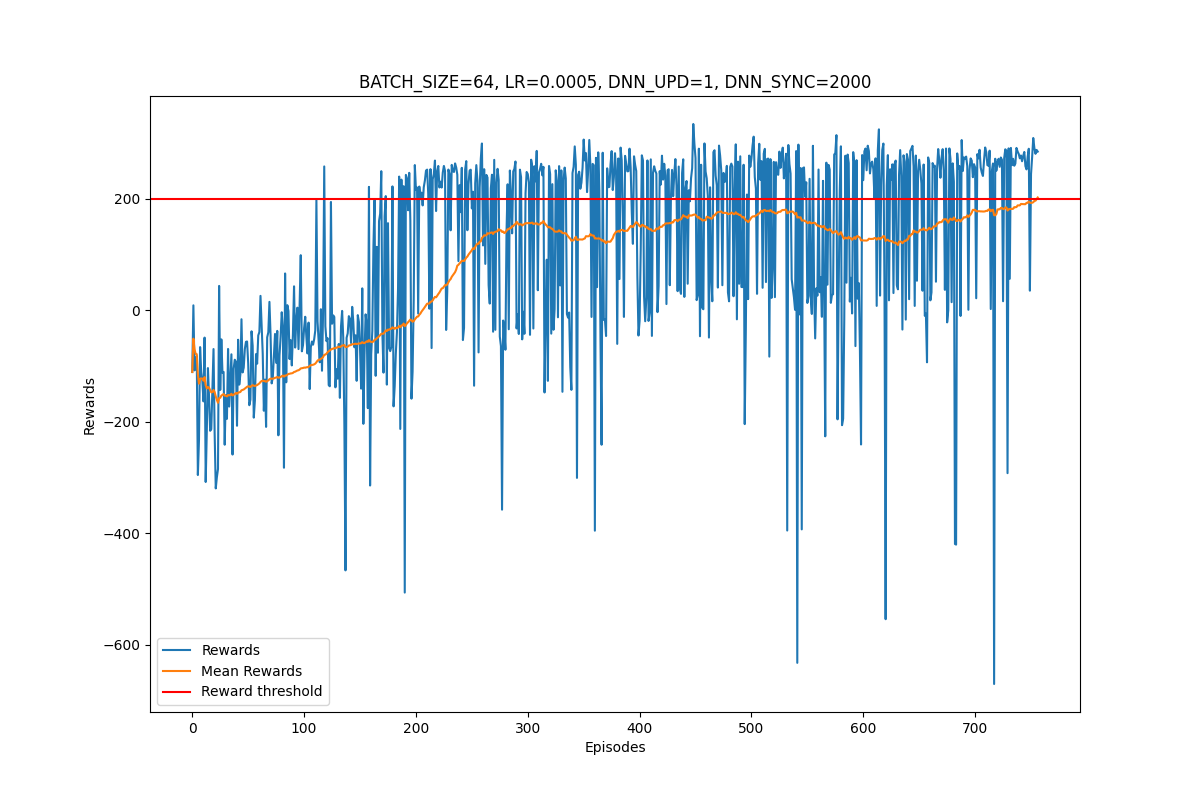 BATCH_SIZE=64, LR=0.0005, DNN_UPD=1, DNN_SYNC=2000
Rewards
200
0
−200
−400
−600
Rewards
Mean Rewards
Reward threshold
0 100 200 300 400 500 600 700
Episodes